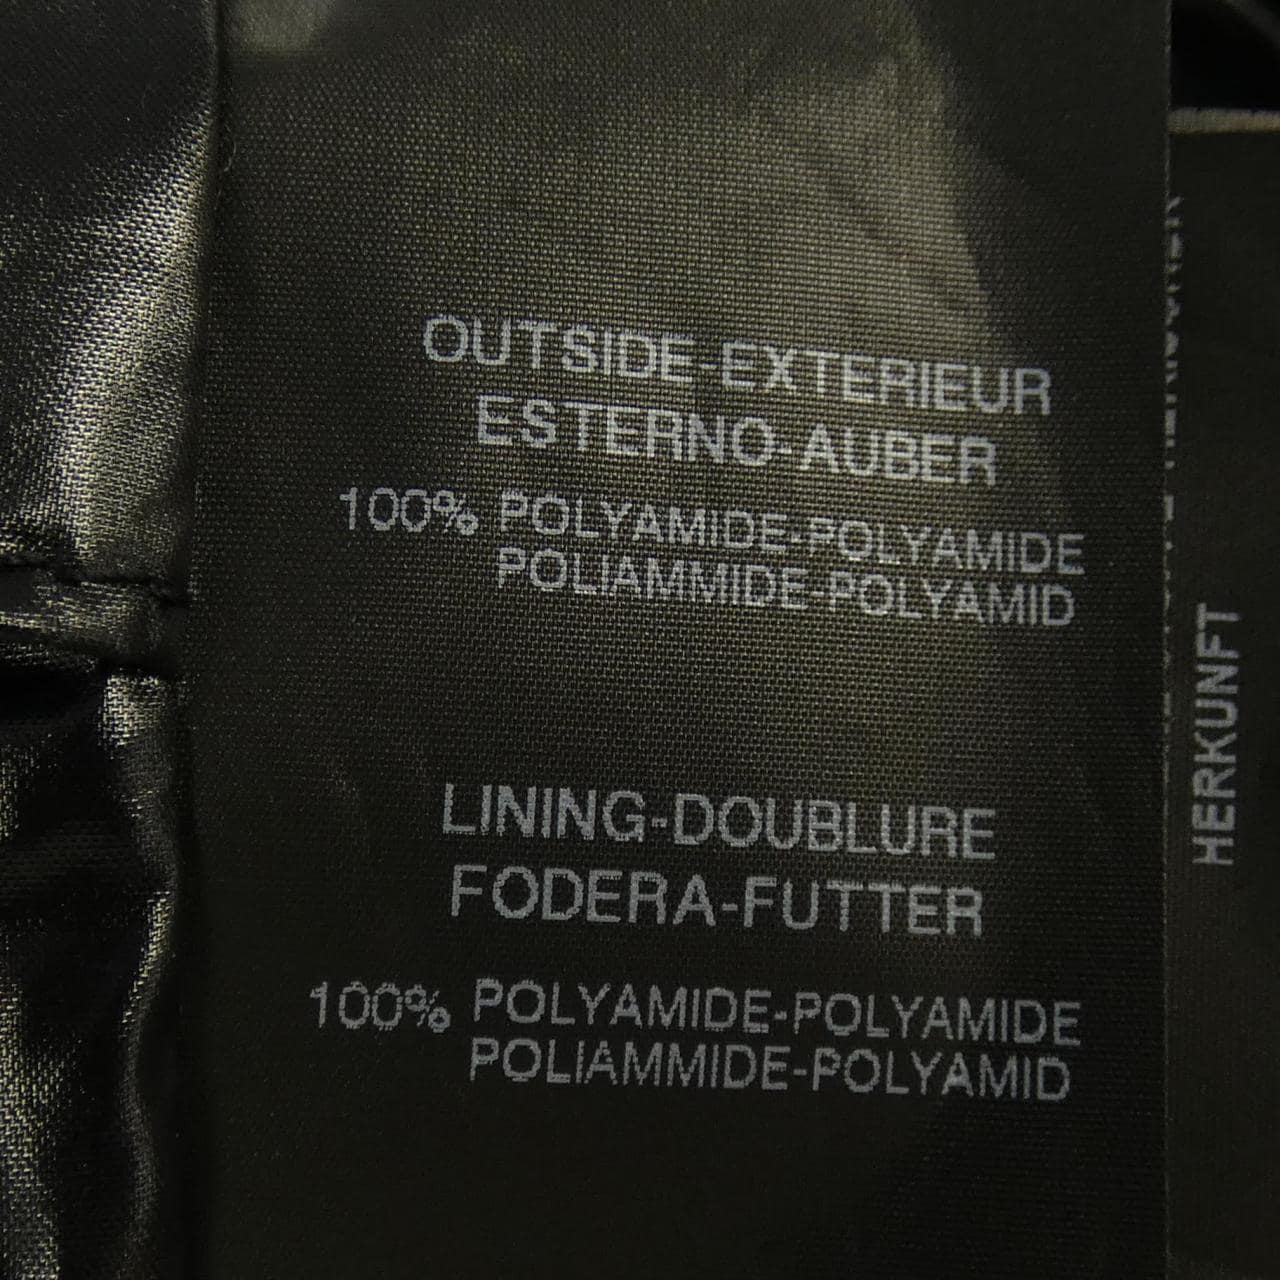 OUTSIDE-EXTERIEUR
ESTERNO-AUBER
100% POLYAMIDE-POLYAMIDE
POLIAMMIDE-POLYAMID
LINING-DOUBLURE
FODERA-FUTTER
100% POLYAMIDE-POLYAMIDE
POLIAMMIDE-POLYAMID
HERKUNFT